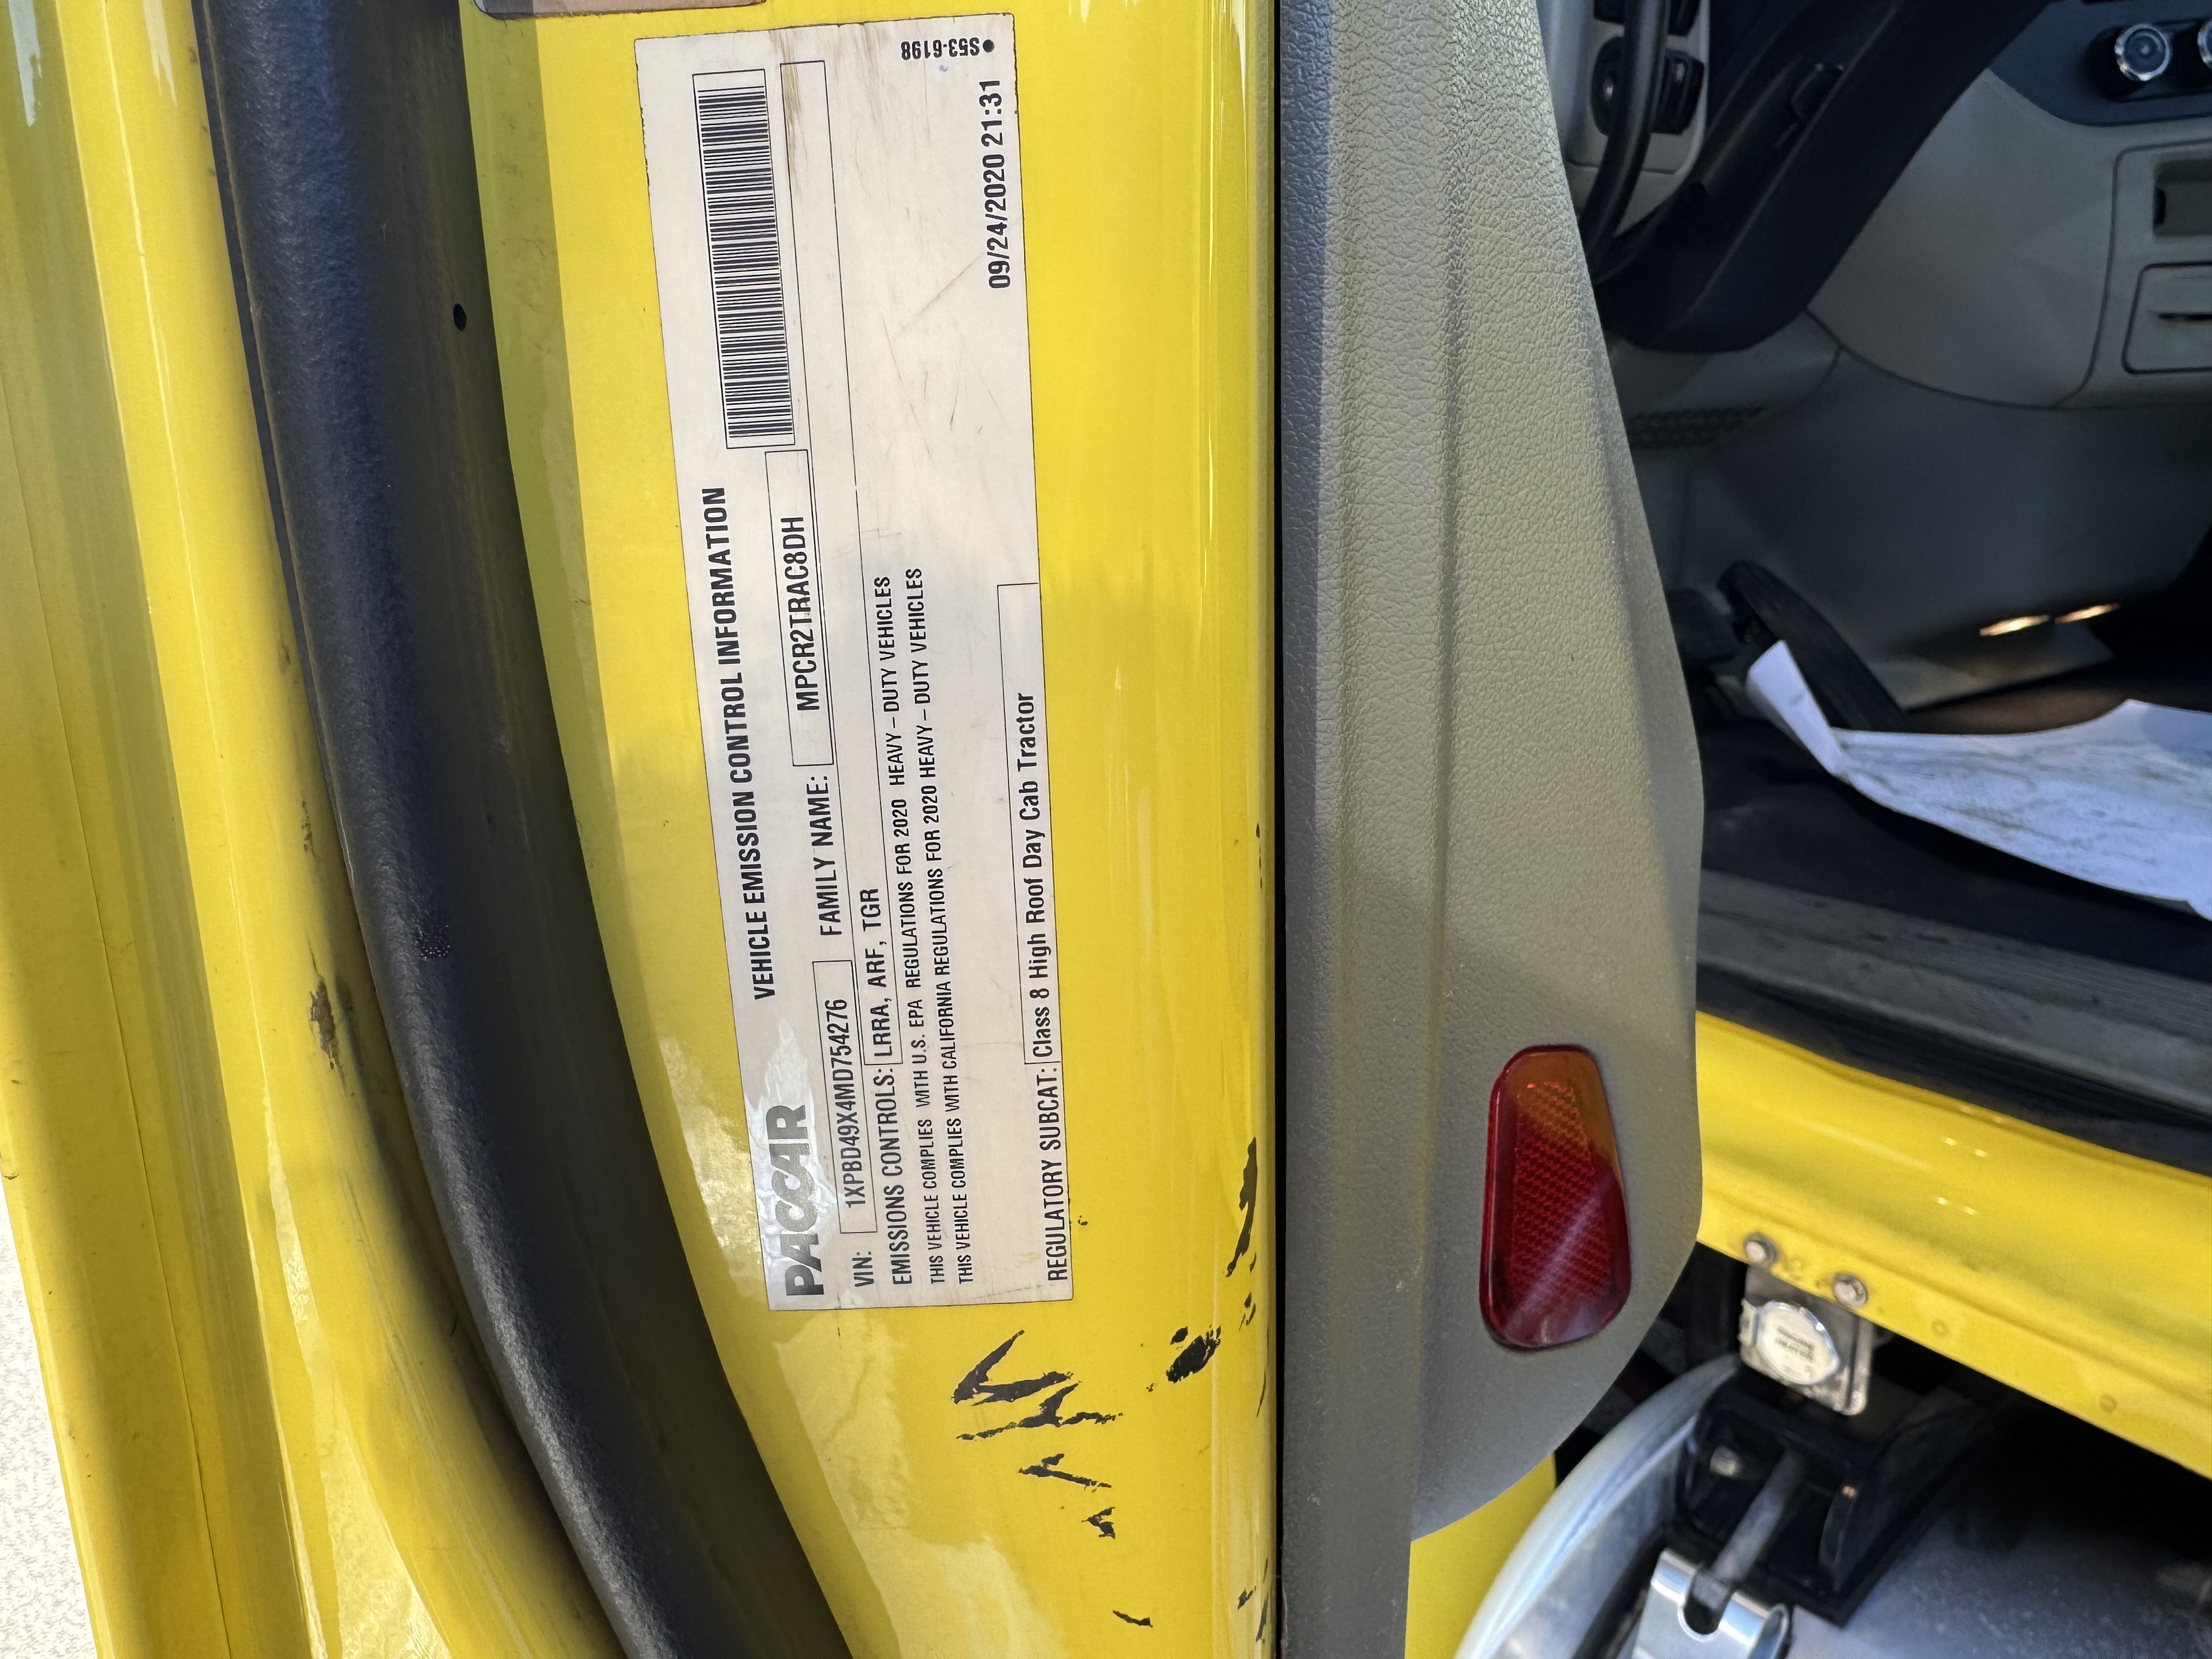 PACCAR VEHICLE EMISSION CONTROL INFORMATION
VIN: 1XPBD49X4MD754276 FAMILY NAME: MPCR2TRAC8DH
EMISSIONS CONTROLS: LRRA, ARF, TGR
THIS VEHICLE COMPLIES WITH U.S. EPA REGULATIONS FOR 2020 HEAVY – DUTY VEHICLES
THIS VEHICLE COMPLIES WITH CALIFORNIA REGULATIONS FOR 2020 HEAVY – DUTY VEHICLES
REGULATORY SUBCAT: Class 8 High Roof Day Cab Tractor
09/24/2020 21:31
●S53-6198